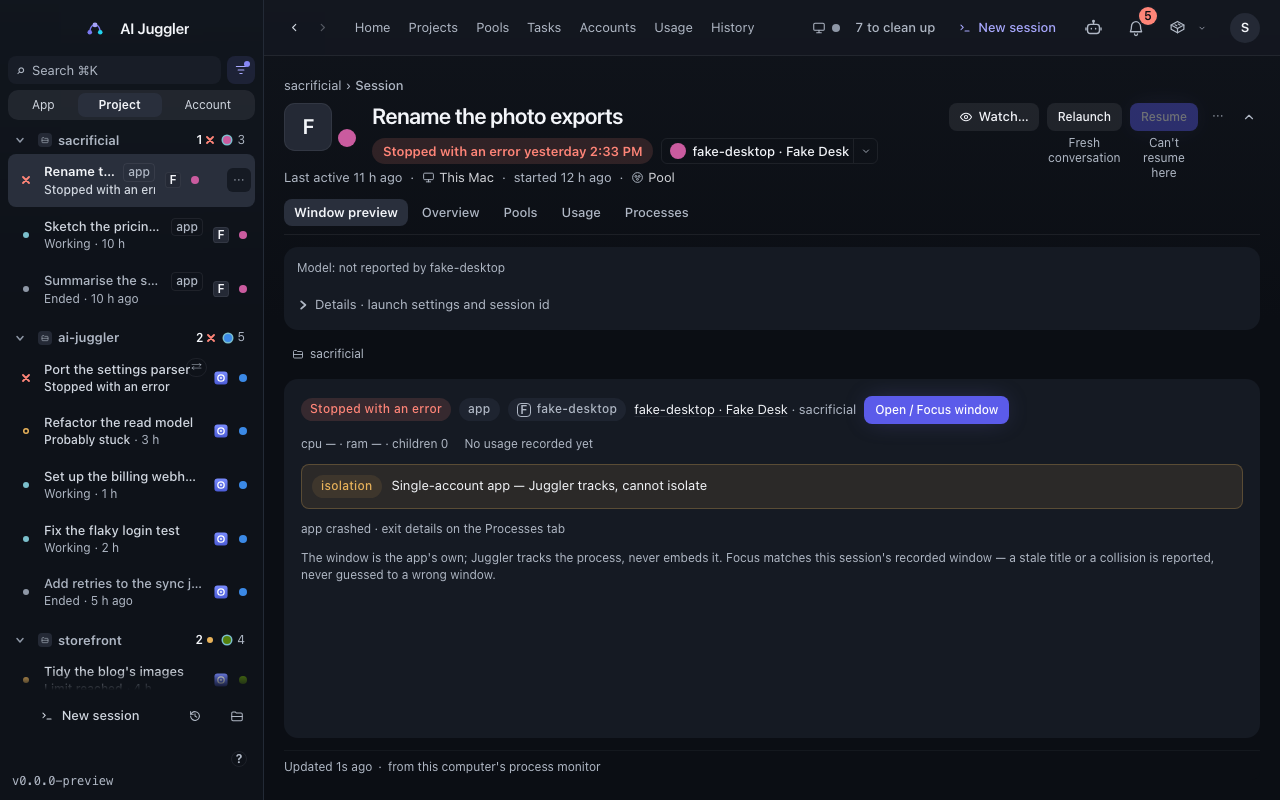 AI Juggler
Search ⌘K
App Project Account
sacrificial 1 3
Rename t... app F
Stopped with an err
Sketch the pricin... app F
Working · 10 h
Summarise the s... app F
Ended · 10 h ago
ai-juggler 2 5
Port the settings parser
Stopped with an error
Refactor the read model
Probably stuck · 3 h
Set up the billing webh...
Working · 1 h
Fix the flaky login test
Working · 2 h
Add retries to the sync j...
Ended · 5 h ago
storefront 2 4
Tidy the blog's images
New session
?
v0.0.0-preview
Home Projects Pools Tasks Accounts Usage History 7 to clean up New session 5 S
sacrificial › Session
F
Rename the photo exports
Stopped with an error yesterday 2:33 PM fake-desktop · Fake Desk
Last active 11 h ago · This Mac · started 12 h ago · Pool
Watch... Relaunch Resume ...
Fresh conversation
Can't resume here
Window preview Overview Pools Usage Processes
Model: not reported by fake-desktop
Details · launch settings and session id
sacrificial
Stopped with an error app F fake-desktop fake-desktop · Fake Desk · sacrificial Open / Focus window
cpu — · ram — · children 0 No usage recorded yet
isolation Single-account app — Juggler tracks, cannot isolate
app crashed · exit details on the Processes tab
The window is the app's own; Juggler tracks the process, never embeds it. Focus matches this session's recorded window — a stale title or a collision is reported,
never guessed to a wrong window.
Updated 1s ago · from this computer's process monitor